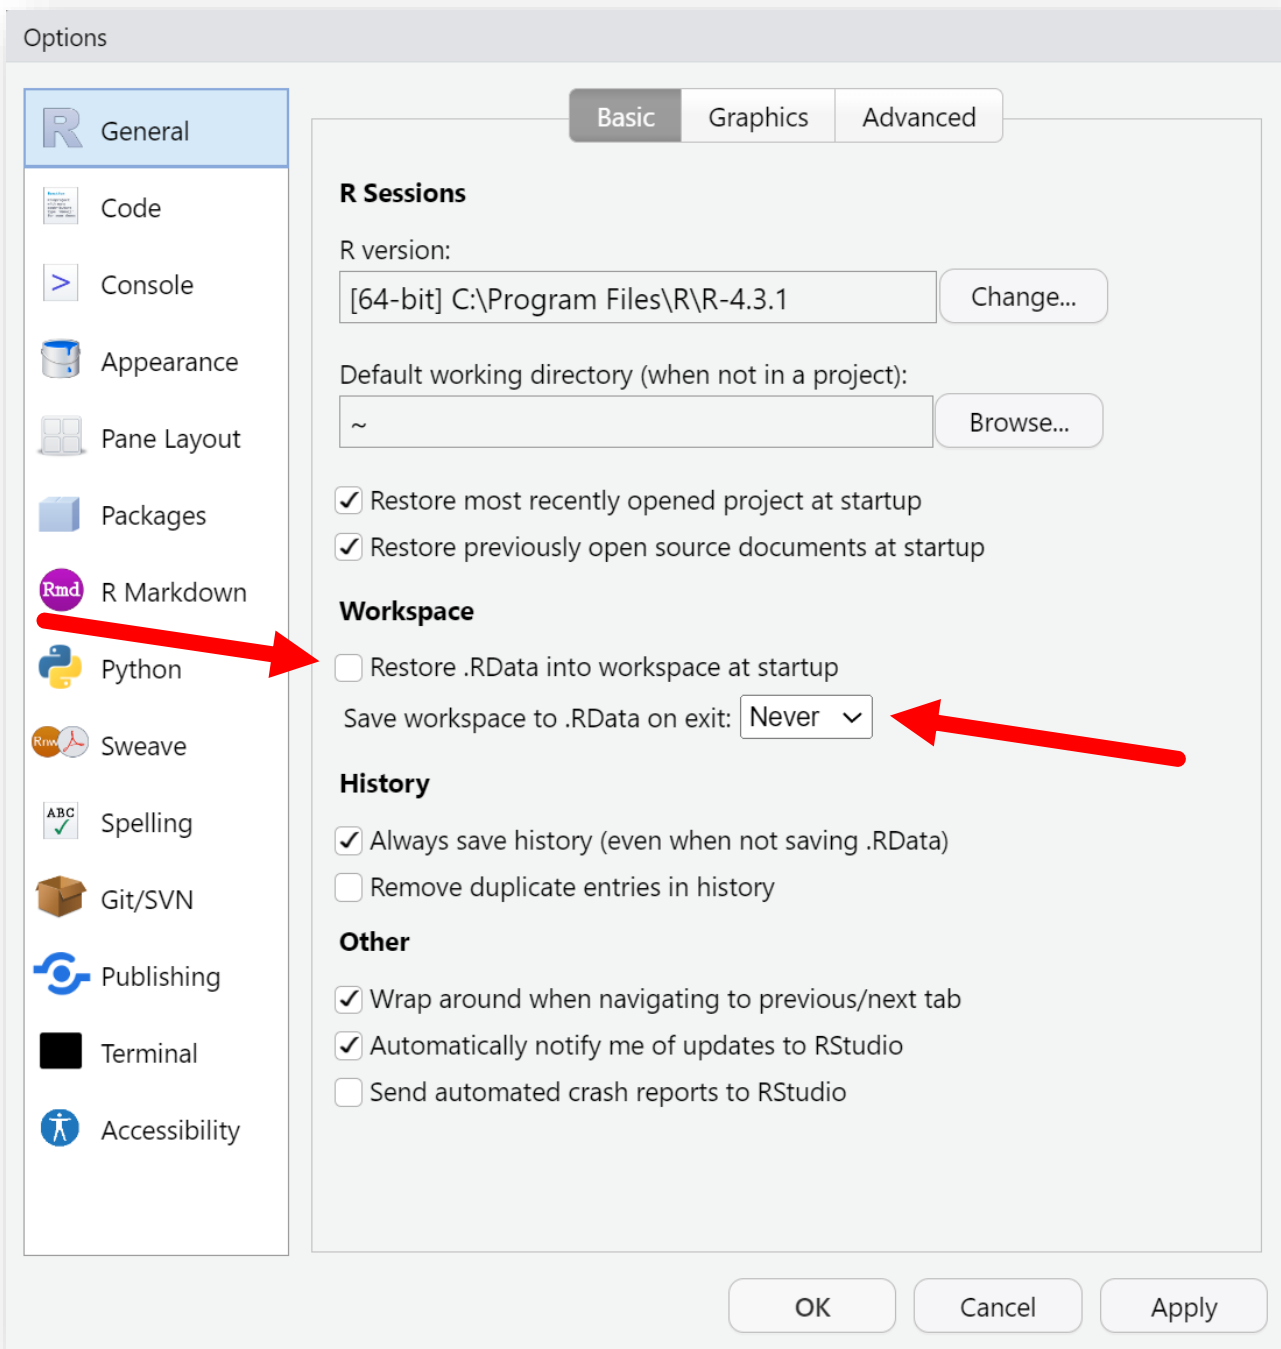 Options
General
Code
Console
Appearance
Pane Layout
Packages
Rmd R Markdown
Python
Rnw Sweave
ABC Spelling
Git/SVN
Publishing
Terminal
Accessibility
Basic Graphics Advanced
R Sessions
R version:
[64-bit] C:\Program Files\R\R-4.3.1 Change...
Default working directory (when not in a project):
~ Browse...
Restore most recently opened project at startup
Restore previously open source documents at startup
Workspace
Restore .RData into workspace at startup
Save workspace to .RData on exit: Never
History
Always save history (even when not saving .RData)
Remove duplicate entries in history
Other
Wrap around when navigating to previous/next tab
Automatically notify me of updates to RStudio
Send automated crash reports to RStudio
OK Cancel Apply